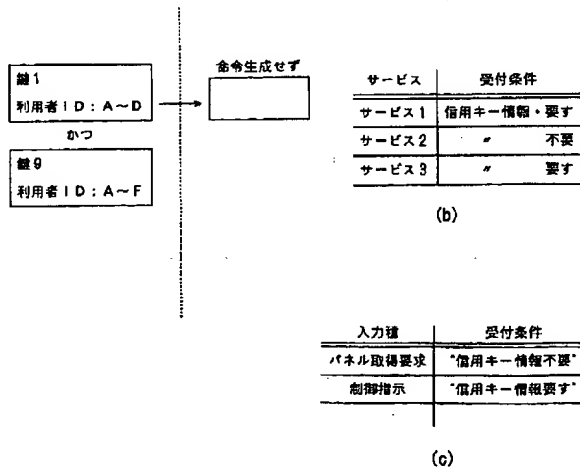 鍵1
利用者ID:A~D
かつ
鍵9
利用者ID:A~F
命令生成せず
サービス 受付条件
サービス1 信用キー情報・要す
サービス2 〃 不要
サービス3 〃 要す
(b)
入力種 受付条件
パネル取得要求 "信用キー情報不要"
制御指示 "信用キー情報要す"
(c)